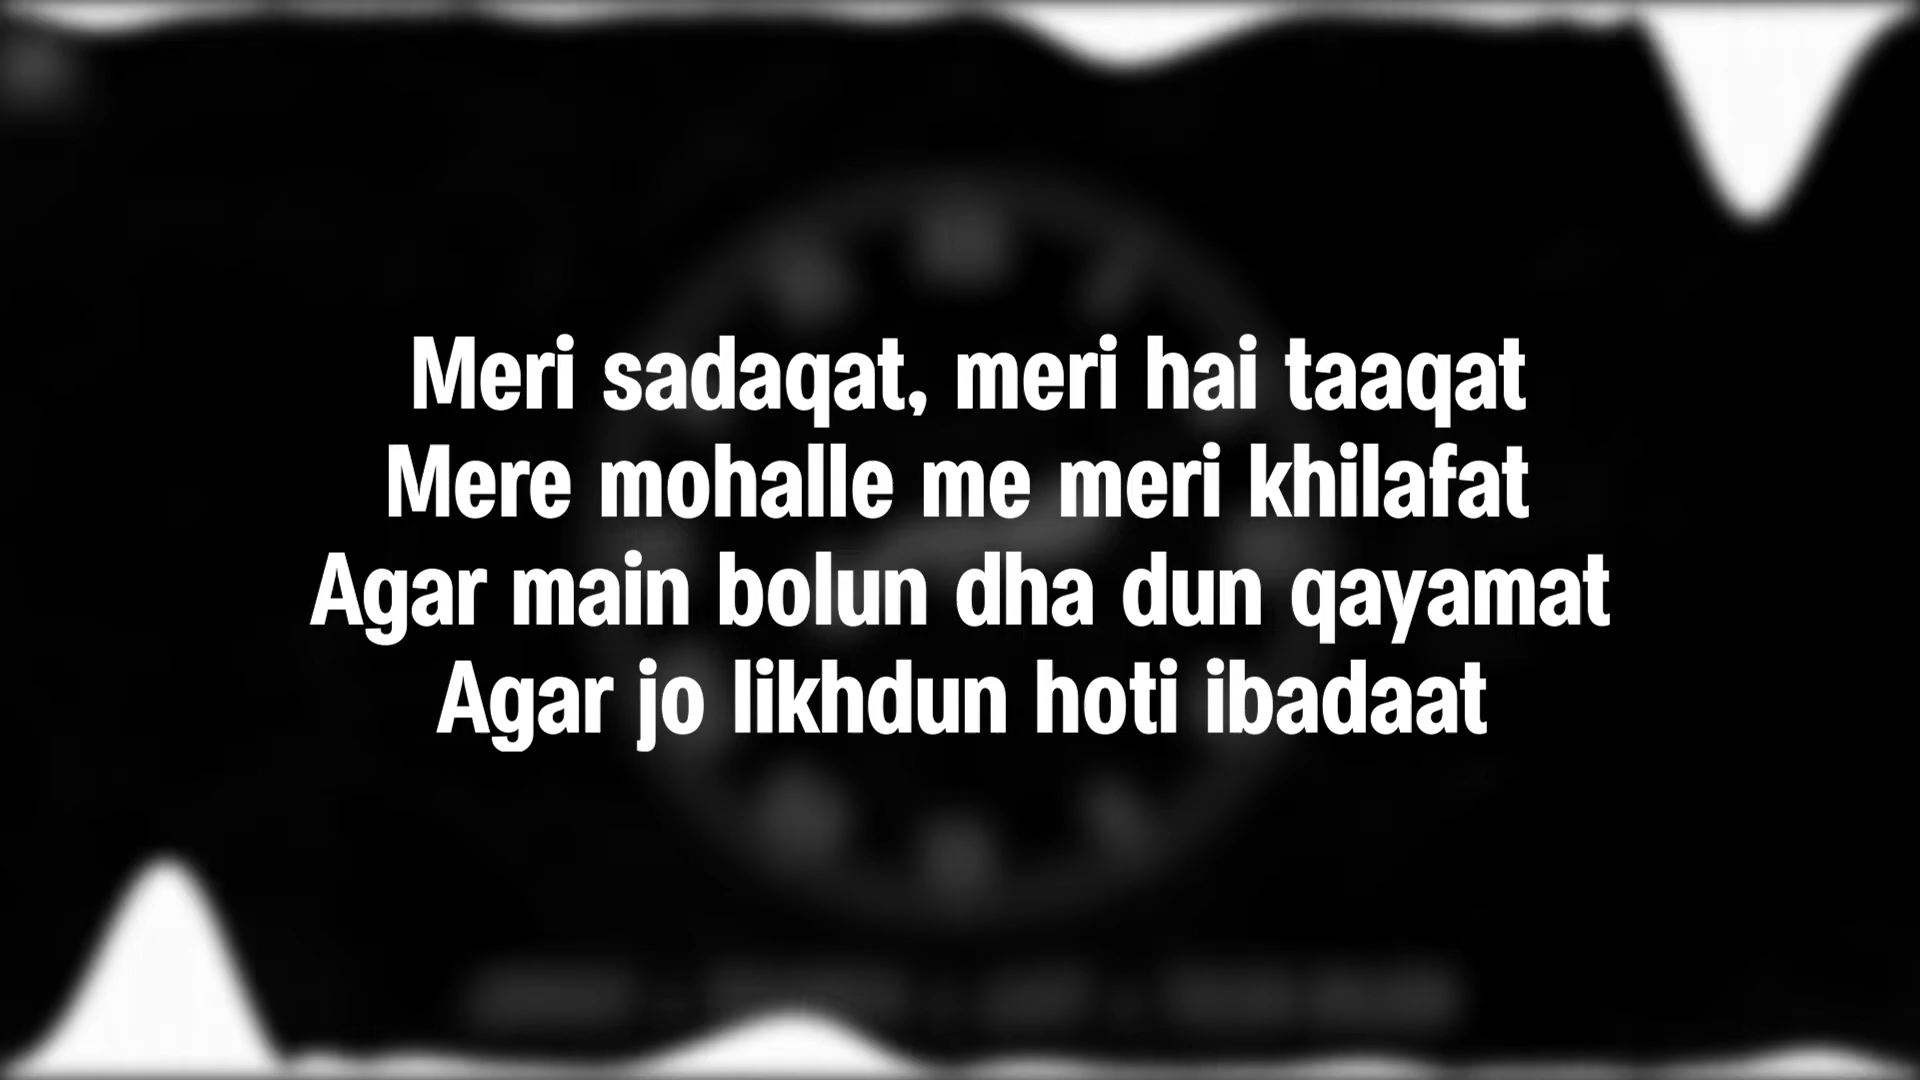 Meri sadaqat, meri hai taaqat
Mere mohalle me meri khilafat
Agar main bolun dha dun qayamat
Agar jo likhdun hoti ibadaat